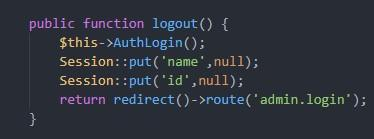 public function logout() {
$this->AuthLogin();
Session::put('name',null);
Session::put('id',null);
return redirect()->route('admin.login');
}